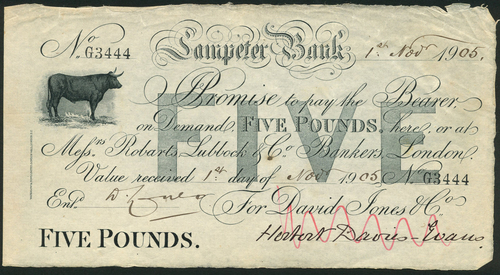 No G3444 Lampeter Bank 1st Novr 1905.
I Promise to pay the Bearer
on Demand FIVE POUNDS, here or at
Messrs Robarts, Lubbock & Co Bankers, London.
FIVE
Value received 1st day of Novr 1905 No G3444
Entd
For David Jones & Co
FIVE POUNDS. Herbert Davies-Evans